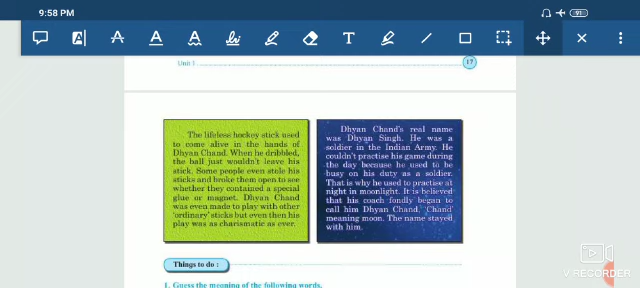 9:58 PM
91
Unit 1
17
The lifeless hockey stick used
to come alive in the hands of
Dhyan Chand. When he dribbled,
the ball just wouldn't leave his
stick. Some people even stole his
sticks and broke them open to see
whether they contained a special
glue or magnet. Dhyan Chand
was even made to play with other
'ordinary' sticks but even then his
play was as charismatic as ever.
Dhyan Chand's real name
was Dhyan Singh. He was a
soldier in the Indian Army. He
couldn't practise his game during
the day because he used to be
busy on his duty as a soldier.
That is why he used to practise at
night in moonlight. It is believed
that his coach fondly began to
call him Dhyan Chand, 'Chand'
meaning moon. The name stayed
with him.
Things to do :
1. Guess the meaning of the following words.
V RECORDER